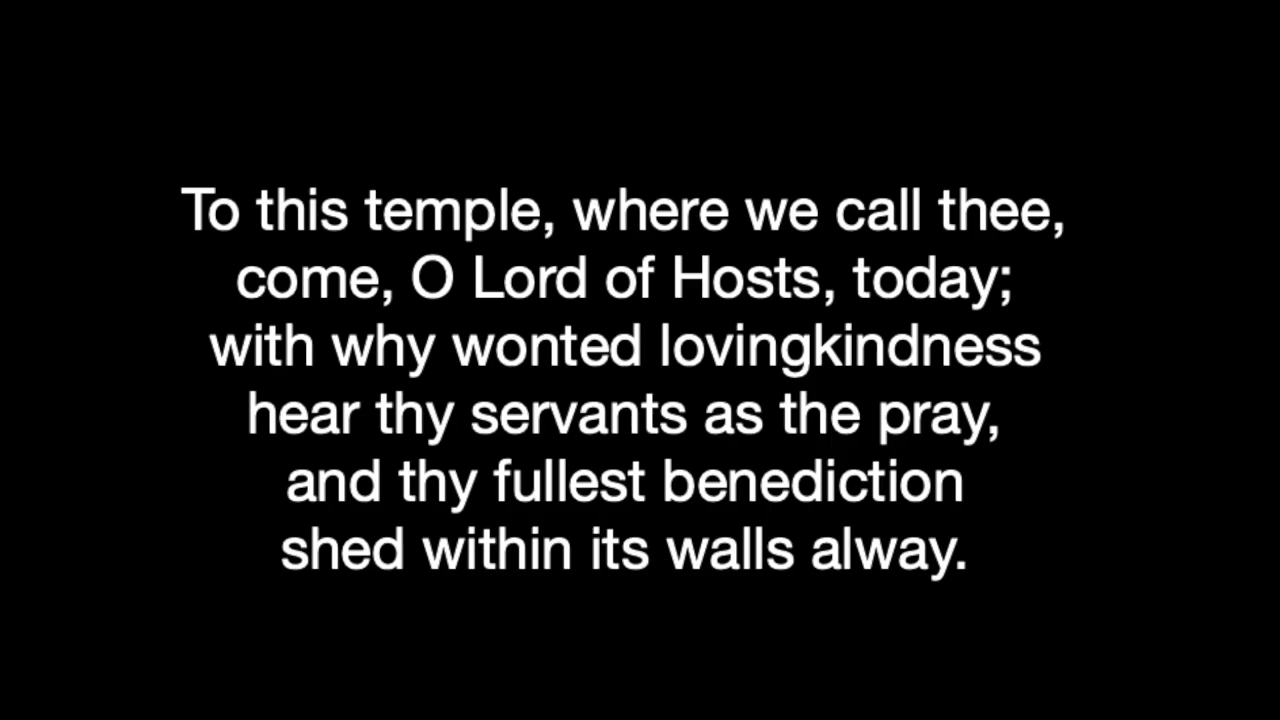 To this temple, where we call thee,
come, O Lord of Hosts, today;
with why wonted lovingkindness
hear thy servants as the pray,
and thy fullest benediction
shed within its walls alway.